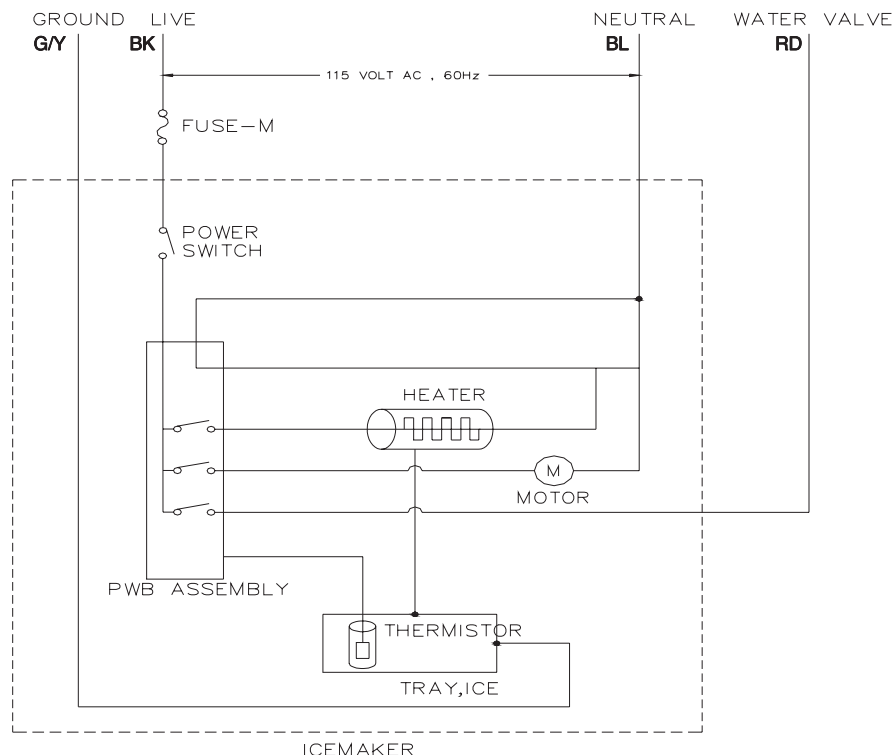 GROUND LIVE NEUTRAL WATER VALVE
G/Y BK BL RD
115 VOLT AC , 60Hz
FUSE-M
POWER
SWITCH
HEATER
M
MOTOR
PWB ASSEMBLY
THERMISTOR
TRAY,ICE
ICEMAKER